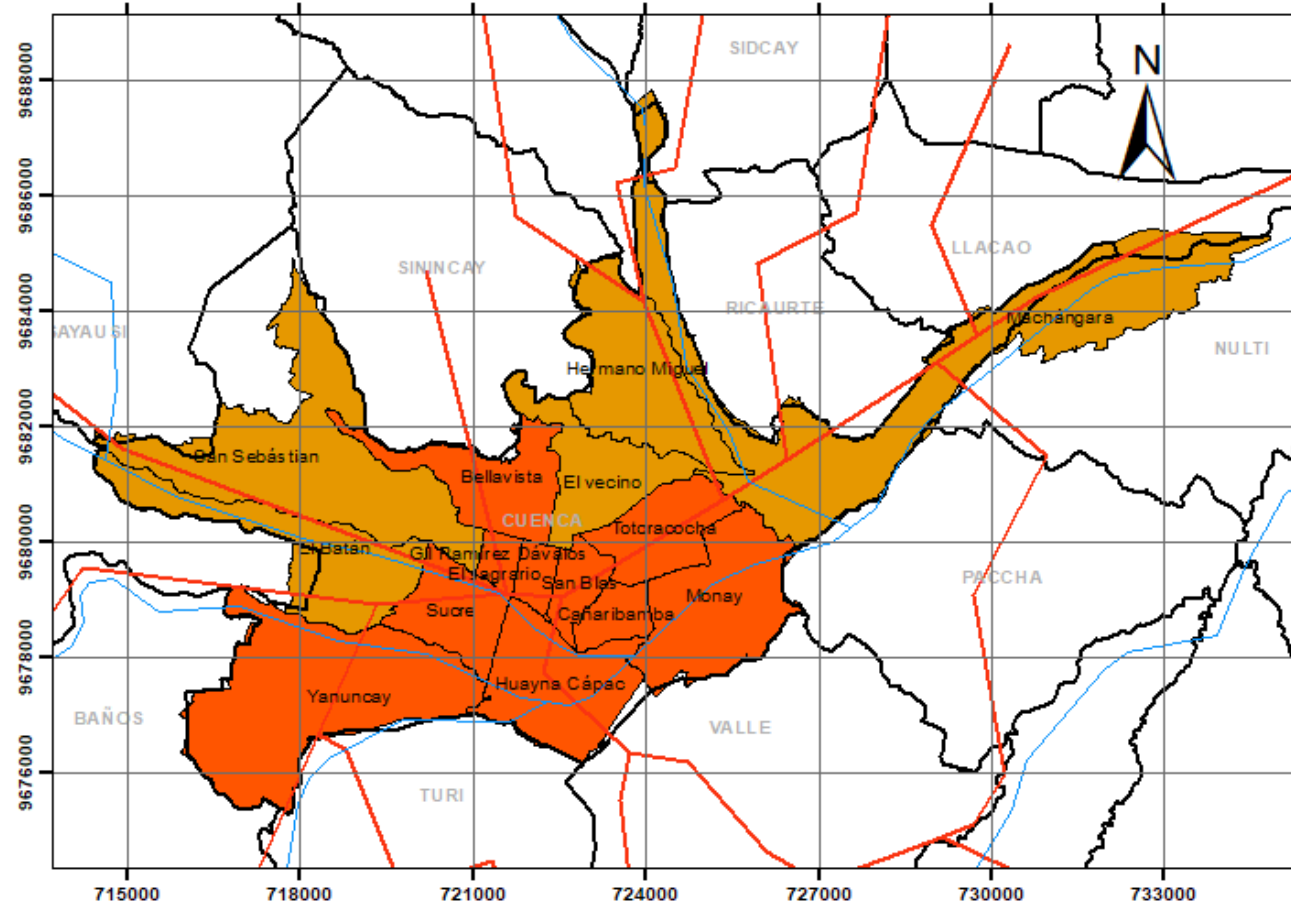 SIDCAY
N
9688000
9686000
LLACAO
SININCAY
9684000
RICAURTE
Machángara
SAYAUSI
NULTI
Hermano Miguel
9682000
San Sebástian
Bellavista
El vecino
CUENCA
Totoracocha
9680000
El Batán
Gil Ramírez Dávalos
El Sagrario
San Blas
PACCHA
Sucre
Cañaribamba
Monay
9678000
Huayna Cápac
Yanuncay
BAÑOS
VALLE
9676000
TURI
715000 718000 721000 724000 727000 730000 733000